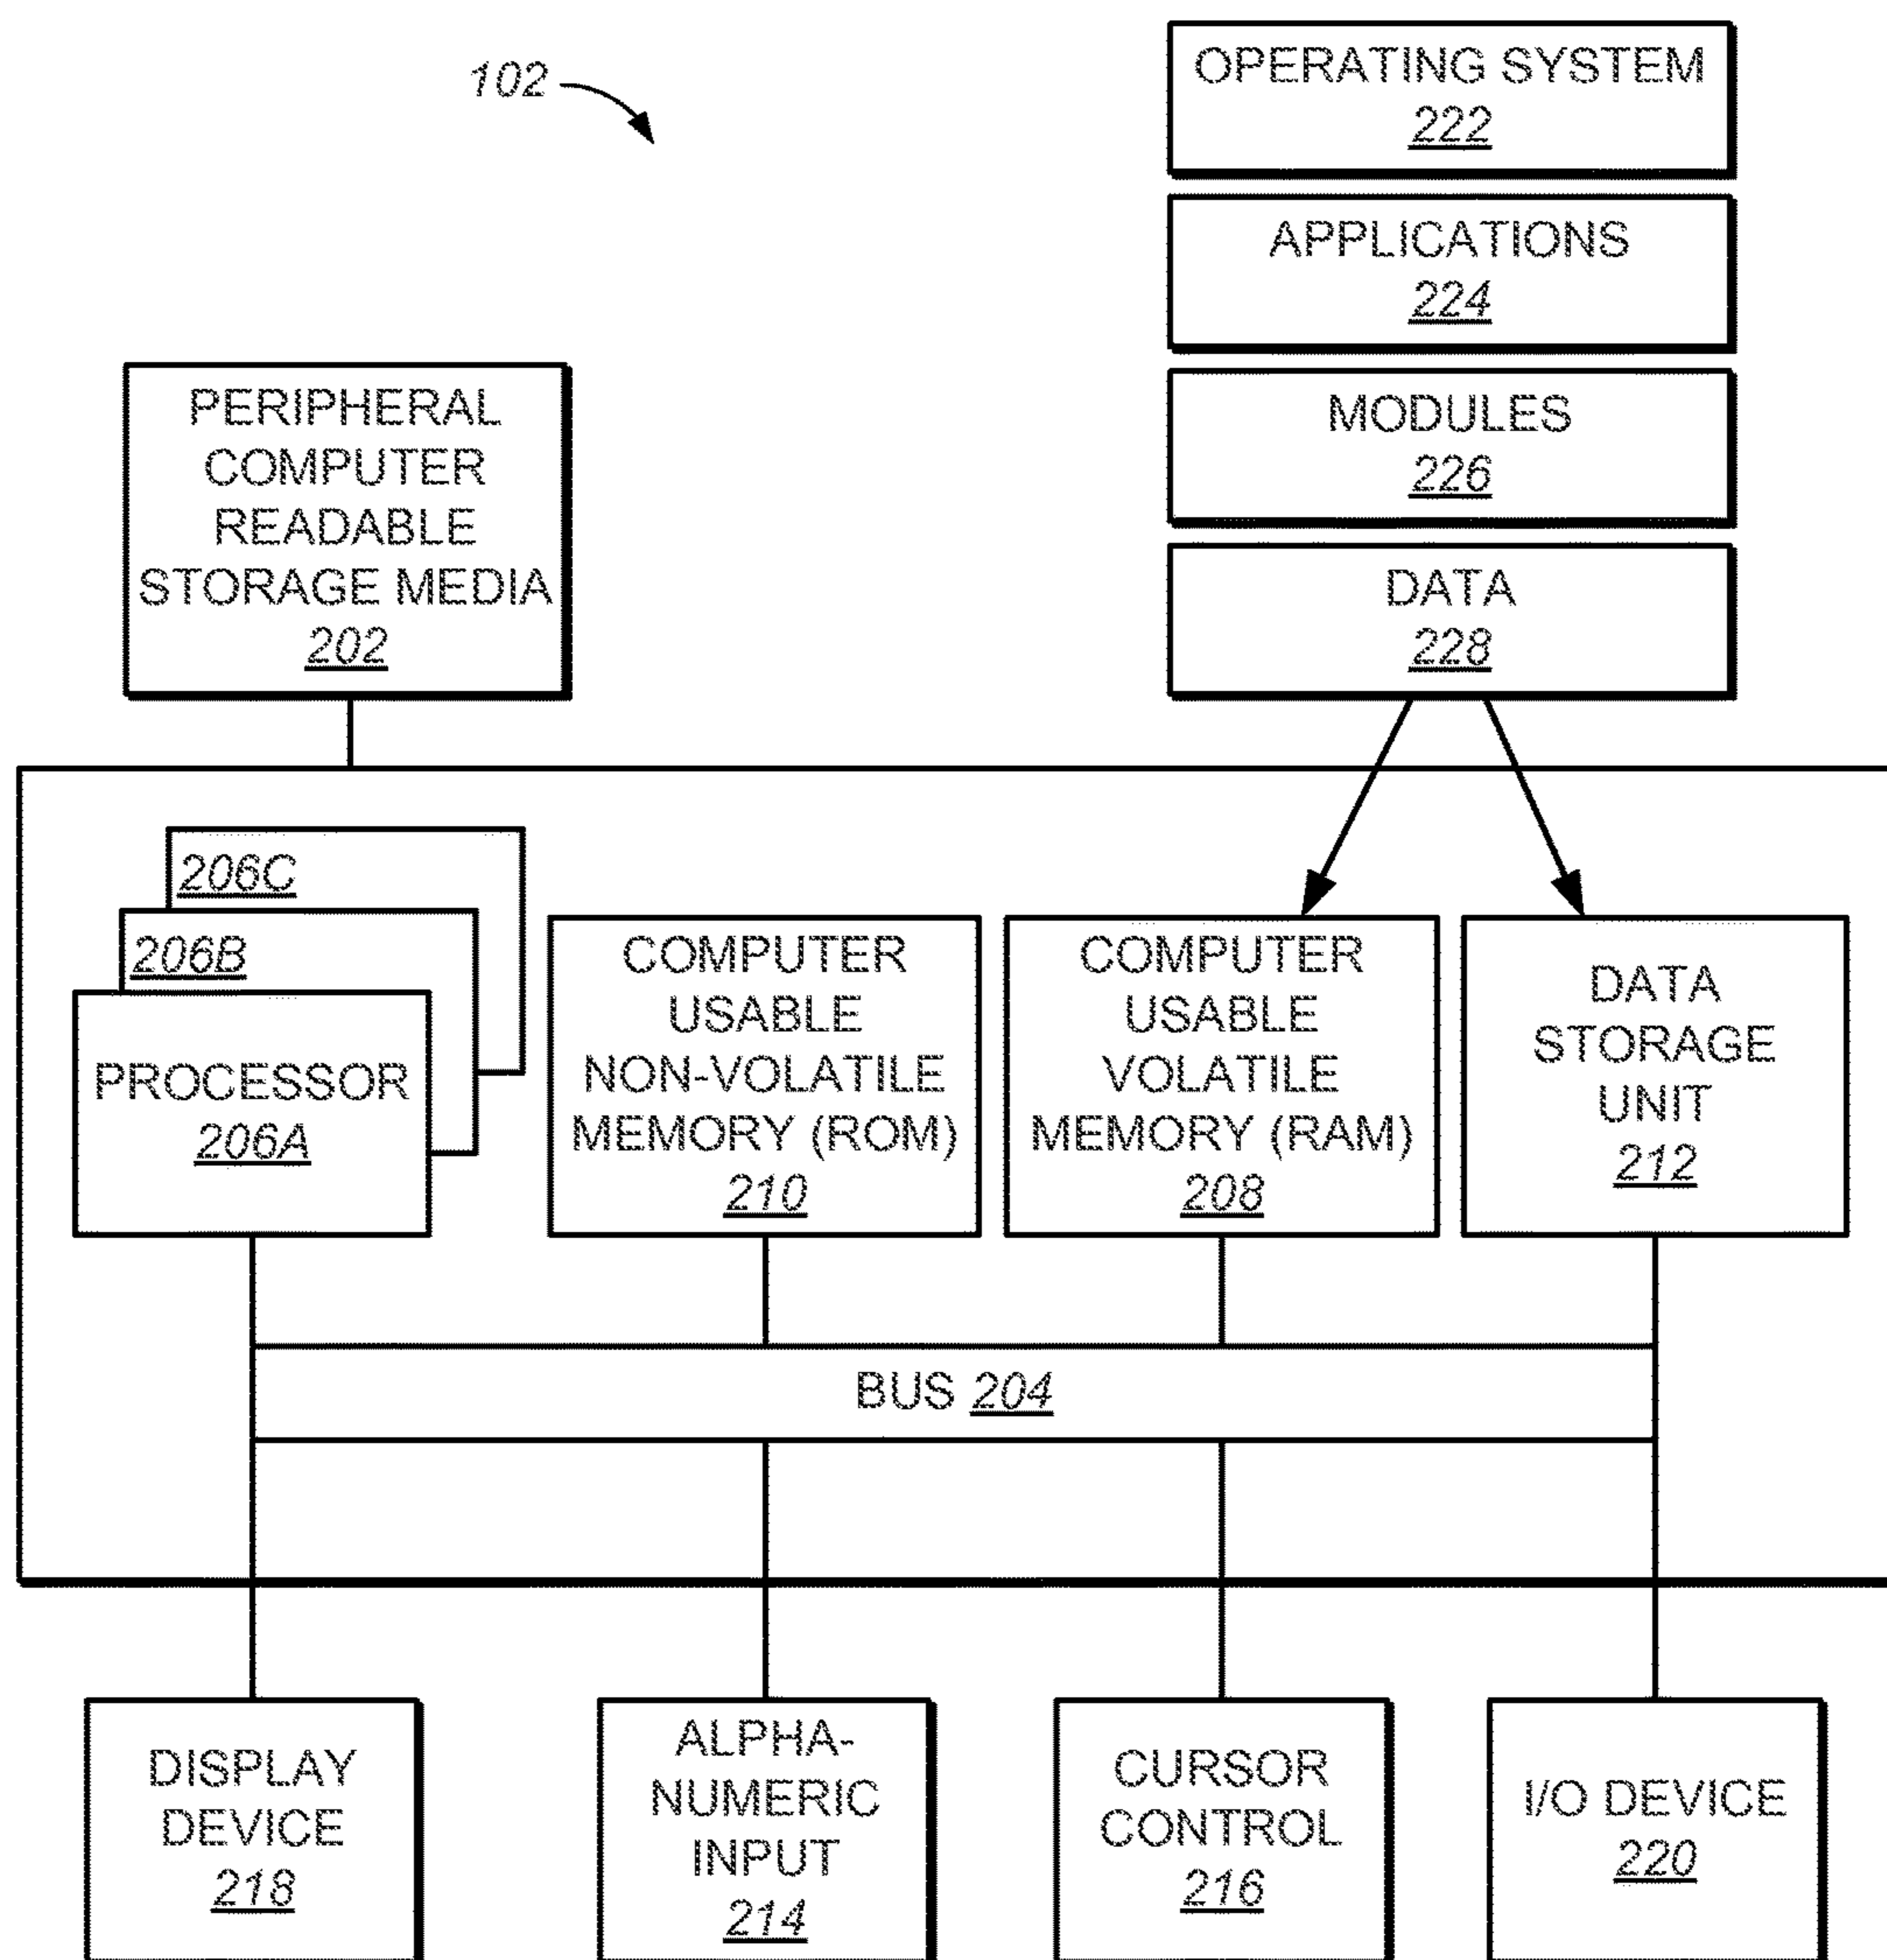 102
OPERATING SYSTEM
222
APPLICATIONS
224
MODULES
226
DATA
228
PERIPHERAL
COMPUTER
READABLE
STORAGE MEDIA
202
206C
206B
PROCESSOR
206A
COMPUTER
USABLE
NON-VOLATILE
MEMORY (ROM)
210
COMPUTER
USABLE
VOLATILE
MEMORY (RAM)
208
DATA
STORAGE
UNIT
212
BUS 204
DISPLAY
DEVICE
218
ALPHA-
NUMERIC
INPUT
214
CURSOR
CONTROL
216
I/O DEVICE
220